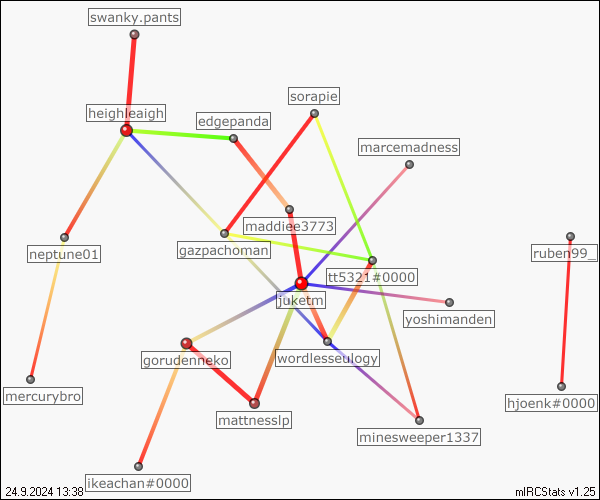 swanky.pants
heighleaigh
edgepanda
sorapie
marcemadness
maddiee3773
neptune01
gazpachoman
ruben99_
tt5321#0000
juketm
yoshimanden
gorudenneko
wordlesseulogy
mercurybro
hjoenk#0000
mattnesslp
minesweeper1337
ikeachan#0000
24.9.2024 13:38
mIRCStats v1.25